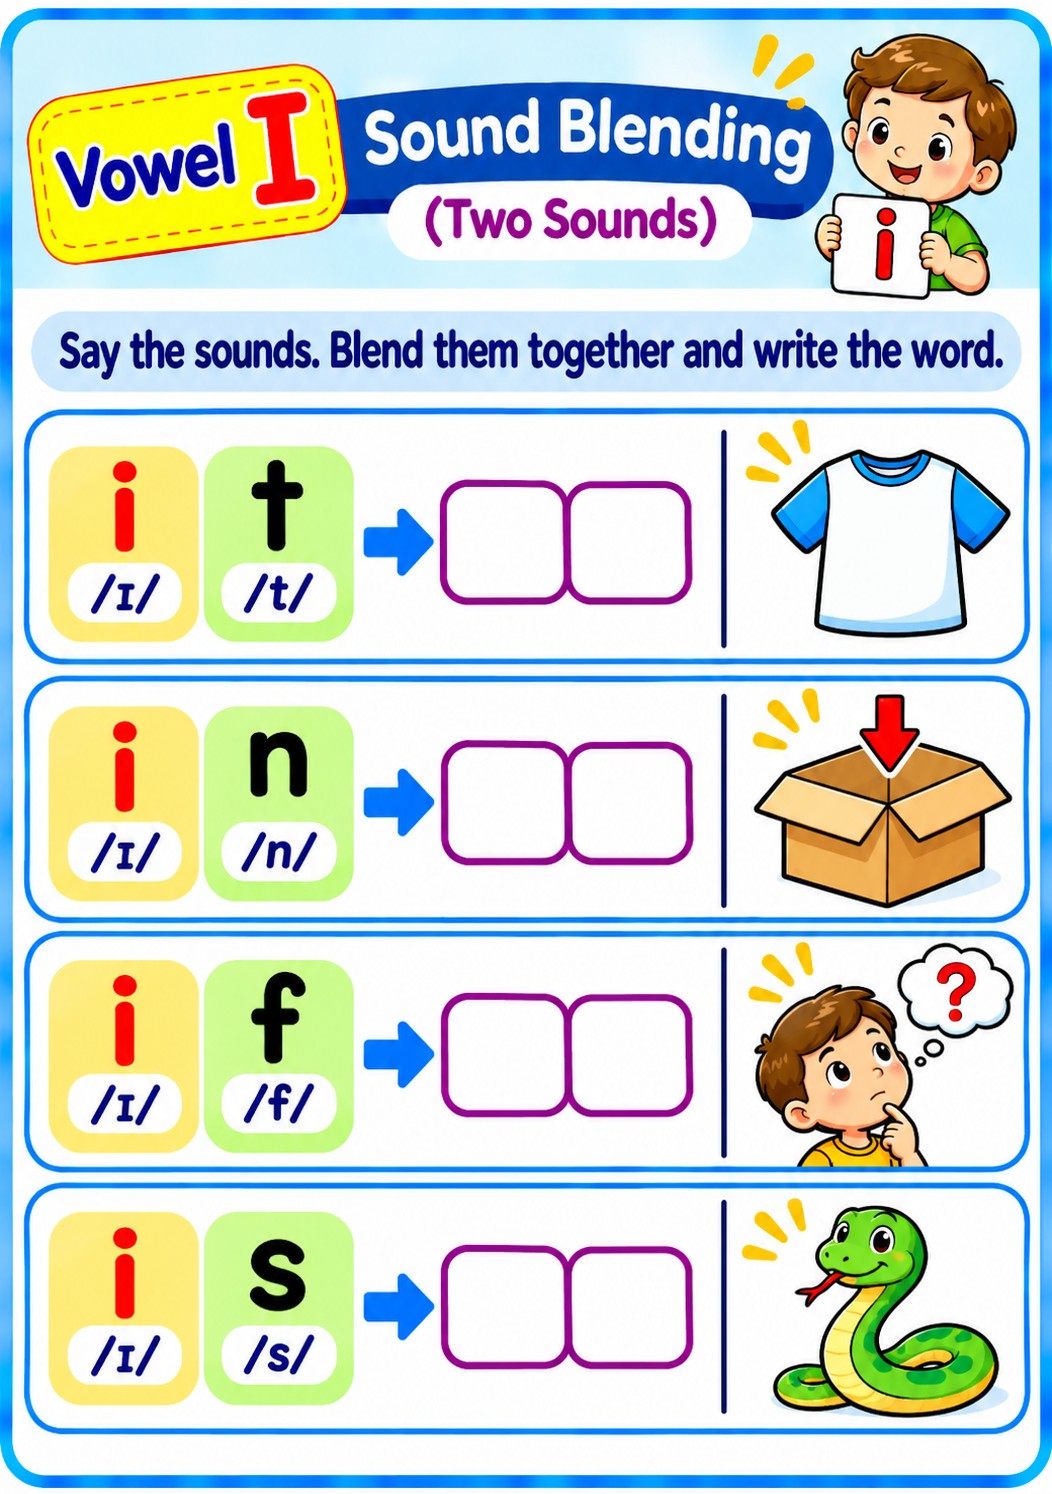 Vowel I
Sound Blending
(Two Sounds)
i
Say the sounds. Blend them together and write the word.
i t
/ɪ/ /t/
i n
/ɪ/ /n/
i f
/ɪ/ /f/
?
i s
/ɪ/ /s/